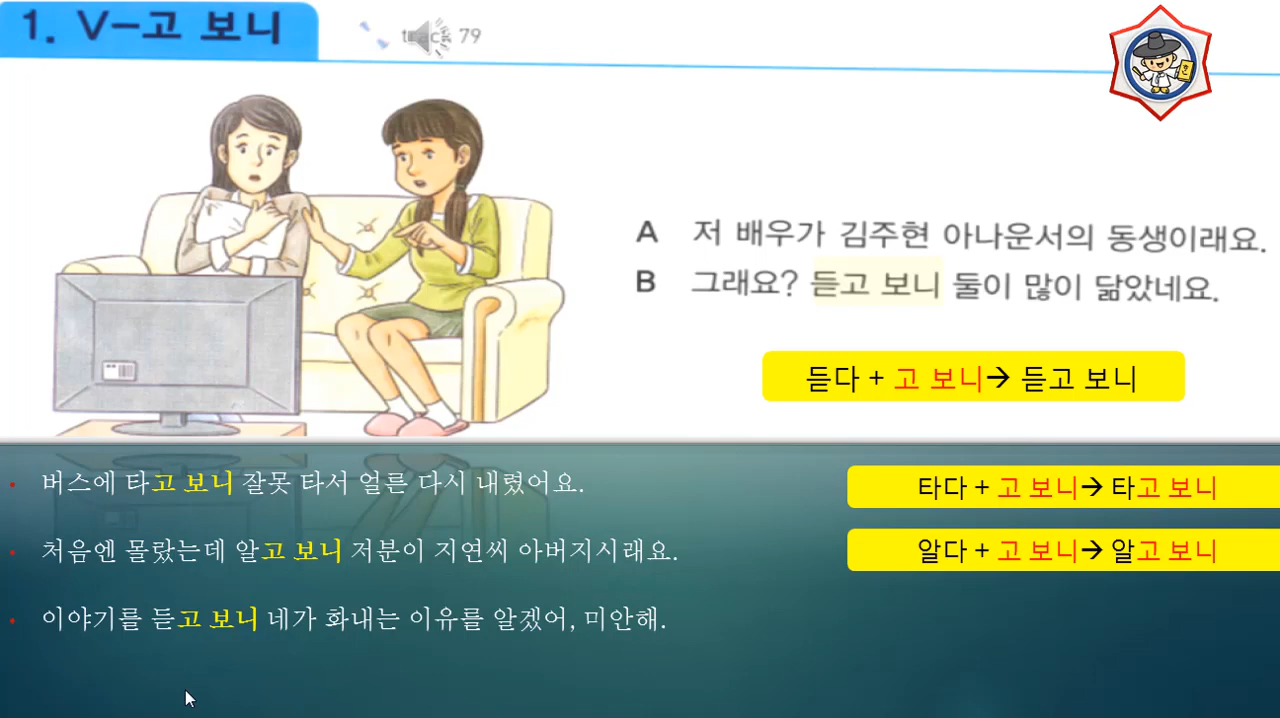 1. V-고 보니
79
A 저 배우가 김주현 아나운서의 동생이래요.
B 그래요? 듣고 보니 둘이 많이 닮았네요.
듣다 + 고 보니→ 듣고 보니
• 버스에 타고 보니 잘못 타서 얼른 다시 내렸어요.
타다 + 고 보니→ 타고 보니
• 처음엔 몰랐는데 알고 보니 저분이 지연씨 아버지시래요.
알다 + 고 보니→ 알고 보니
• 이야기를 듣고 보니 네가 화내는 이유를 알겠어, 미안해.